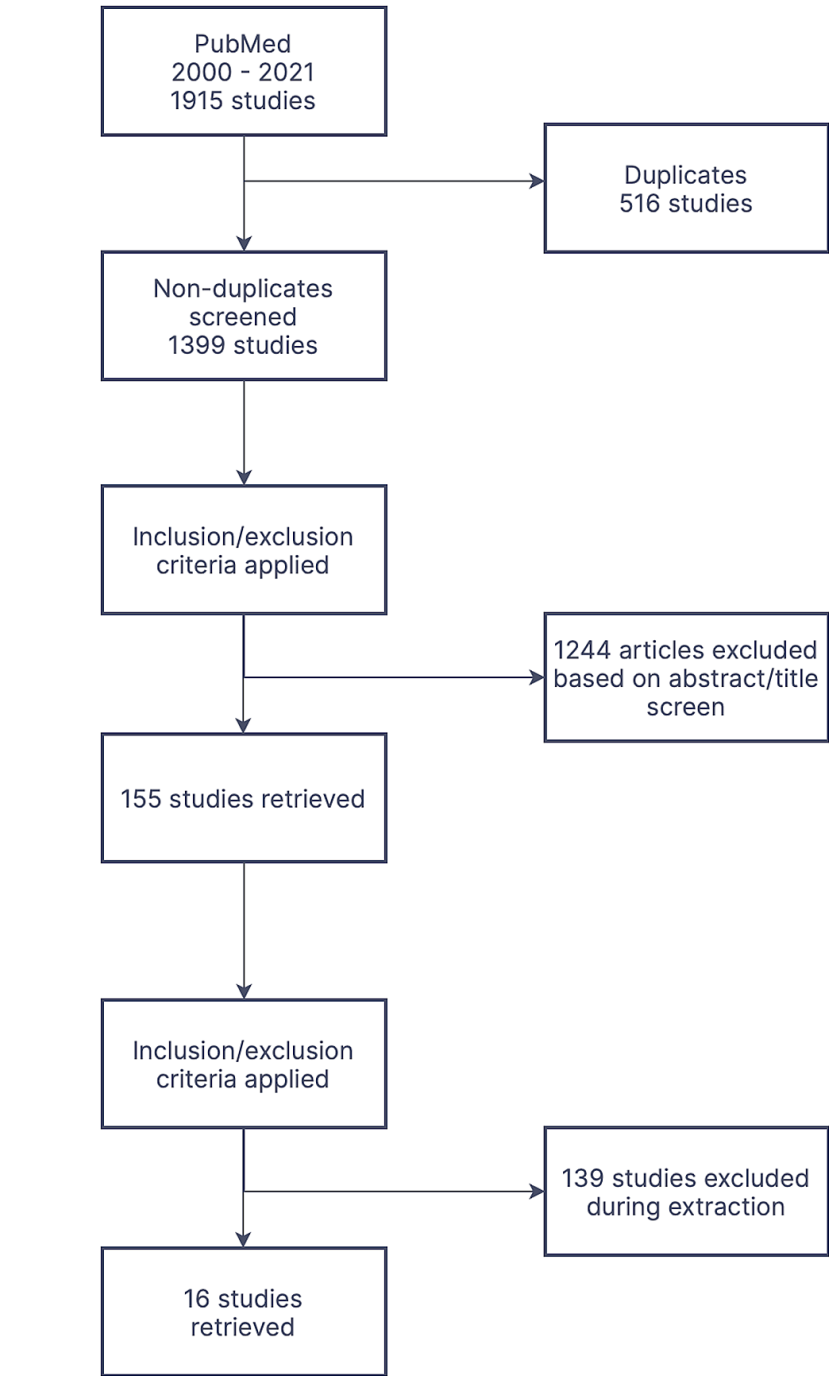 PubMed
2000 - 2021
1915 studies
Duplicates
516 studies
Non-duplicates
screened
1399 studies
Inclusion/exclusion
criteria applied
1244 articles excluded
based on abstract/title
screen
155 studies retrieved
Inclusion/exclusion
criteria applied
139 studies excluded
during extraction
16 studies
retrieved